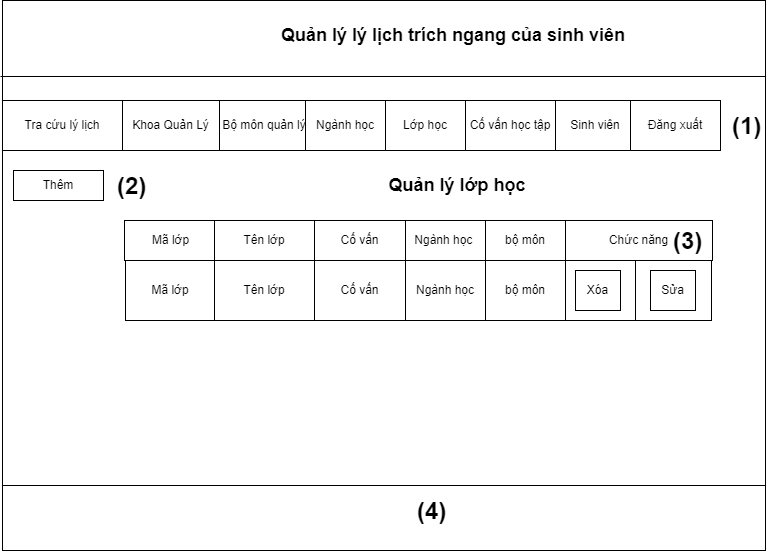 Quản lý lý lịch trích ngang của sinh viên
Tra cứu lý lịch Khoa Quản Lý Bộ môn quản lý Ngành học Lớp học Cố vấn học tập Sinh viên Đăng xuất (1)
Thêm (2) Quản lý lớp học
Mã lớp Tên lớp Cố vấn Ngành học bộ môn Chức năng (3)
Mã lớp Tên lớp Cố vấn Ngành học bộ môn Xóa Sửa
(4)